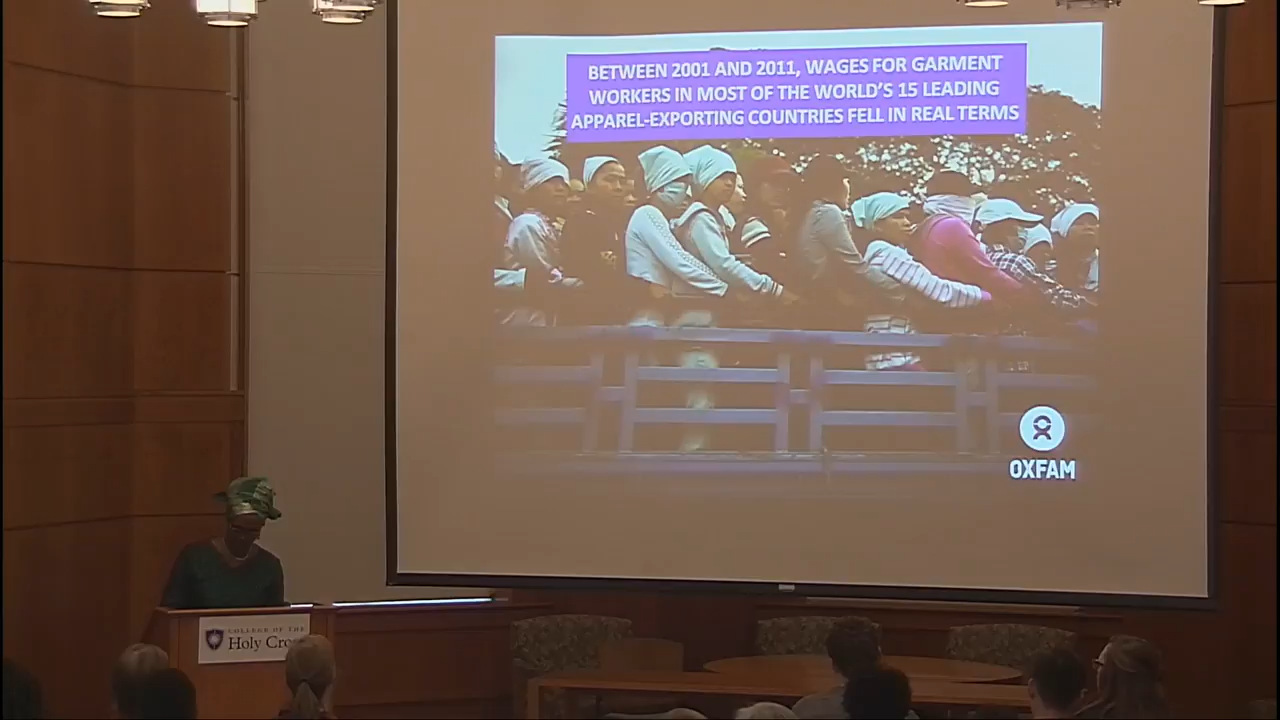 BETWEEN 2001 AND 2011, WAGES FOR GARMENT
WORKERS IN MOST OF THE WORLD'S 15 LEADING
APPAREL-EXPORTING COUNTRIES FELL IN REAL TERMS
OXFAM
COLLEGE OF THE
Holy